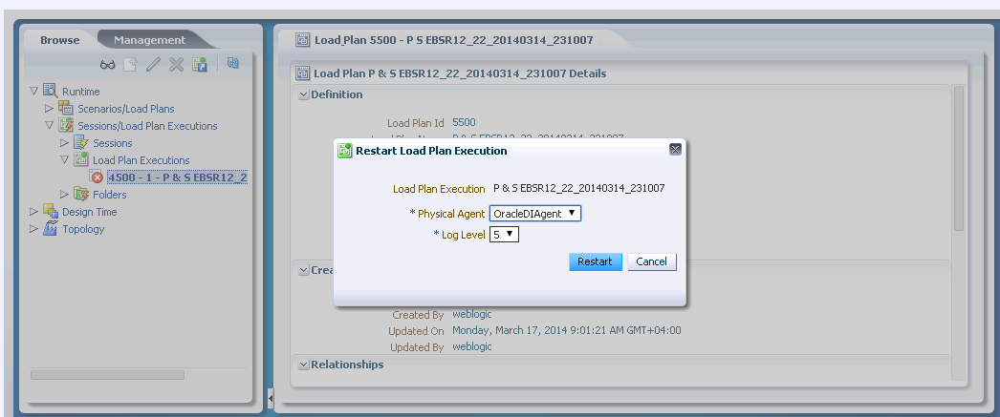 Browse
Management
Runtime
Scenarios/Load Plans
Sessions/Load Plan Executions
Sessions
Load Plan Executions
4500 - 1 - P & S EBSR12_2
Folders
Design Time
Topology
Load Plan 5500 - P S EBSR12_22_20140314_231007
Load Plan P & S EBSR12_22_20140314_231007 Details
Definition
Load Plan Id 5500
Restart Load Plan Execution
Load Plan Execution P & S EBSR12_22_20140314_231007
* Physical Agent OracleDIAgent
* Log Level 5
Restart Cancel
Crea
Created By weblogic
Updated On Monday, March 17, 2014 9:01:21 AM GMT+04:00
Updated By weblogic
Relationships